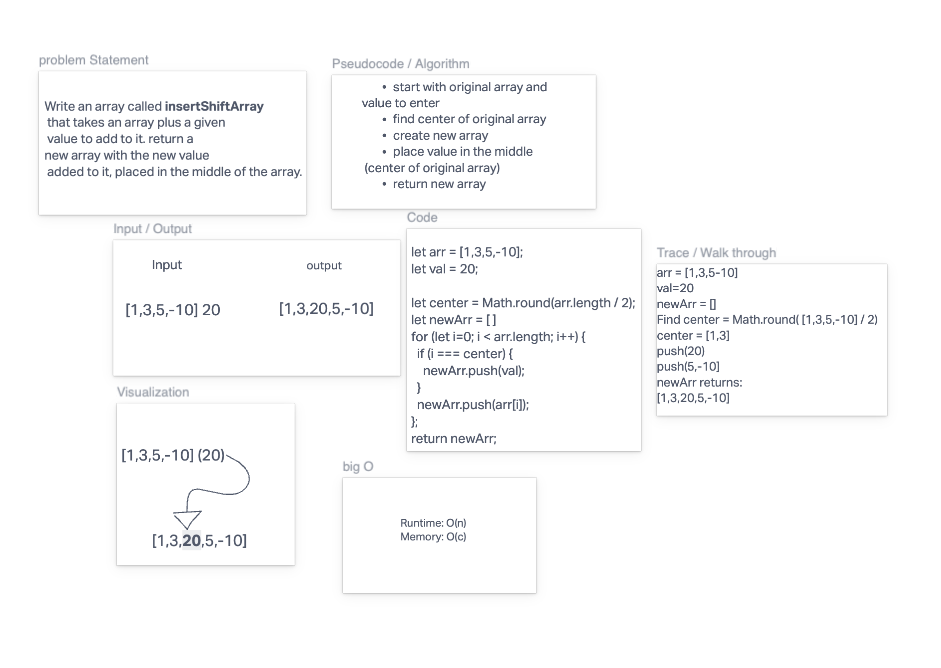 problem Statement
Write an array called insertShiftArray
that takes an array plus a given
value to add to it. return a
new array with the new value
added to it, placed in the middle of the array.
Pseudocode / Algorithm
• start with original array and
value to enter
• find center of original array
• create new array
• place value in the middle
(center of original array)
• return new array
Input / Output
Input
output
[1,3,5,-10] 20
[1,3,20,5,-10]
Code
let arr = [1,3,5,-10];
let val = 20;
let center = Math.round(arr.length / 2);
let newArr = [ ]
for (let i=0; i < arr.length; i++) {
if (i === center) {
newArr.push(val);
}
newArr.push(arr[i]);
};
return newArr;
Trace / Walk through
arr = [1,3,5-10]
val=20
newArr = []
Find center = Math.round( [1,3,5,-10] / 2)
center = [1,3]
push(20)
push(5,-10]
newArr returns:
[1,3,20,5,-10]
Visualization
[1,3,5,-10] (20)
[1,3,20,5,-10]
big O
Runtime: O(n)
Memory: O(c)